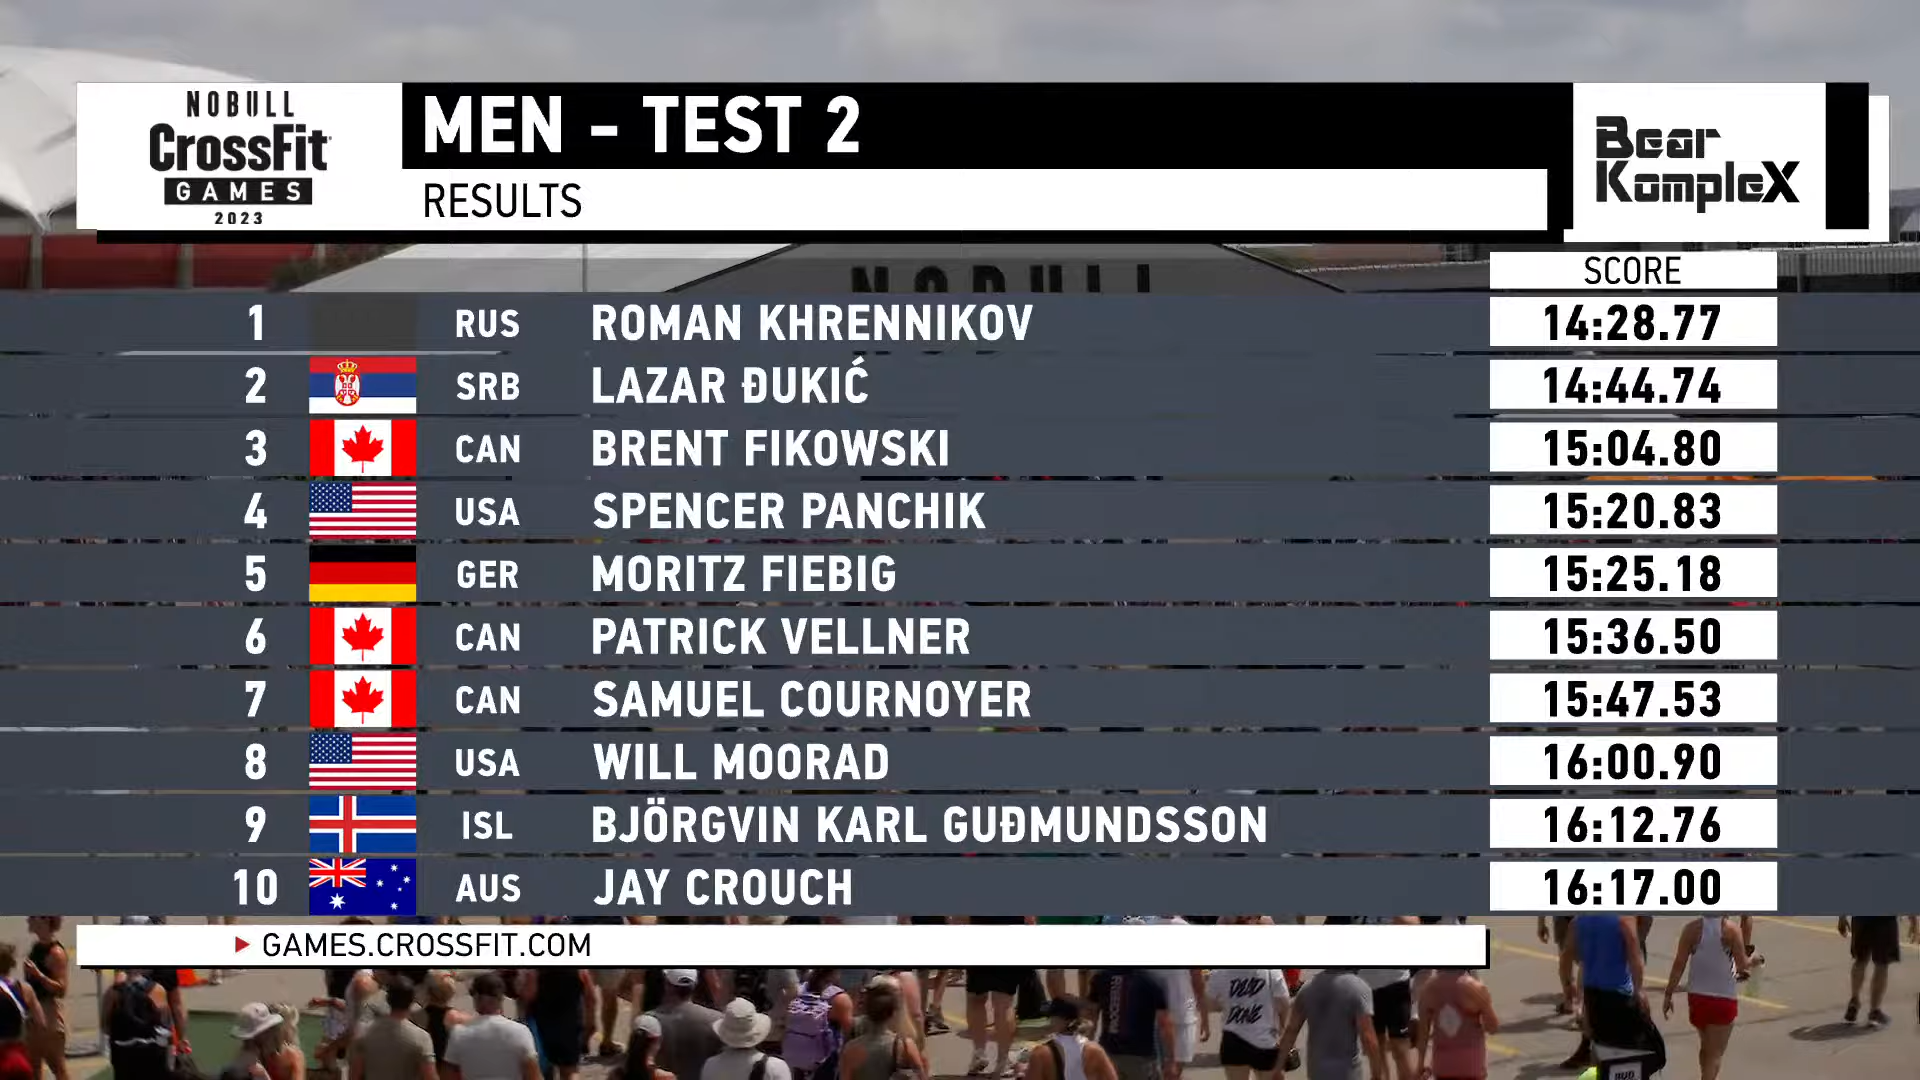 NOBULL
CrossFit
GAMES
2023
MEN - TEST 2
RESULTS
Bear
KompleX
NOBULL
SCORE
1 RUS ROMAN KHRENNIKOV 14:28.77
2 SRB LAZAR ĐUKIĆ 14:44.74
3 CAN BRENT FIKOWSKI 15:04.80
4 USA SPENCER PANCHIK 15:20.83
5 GER MORITZ FIEBIG 15:25.18
6 CAN PATRICK VELLNER 15:36.50
7 CAN SAMUEL COURNOYER 15:47.53
8 USA WILL MOORAD 16:00.90
9 ISL BJÖRGVIN KARL GUÐMUNDSSON 16:12.76
10 AUS JAY CROUCH 16:17.00
GAMES.CROSSFIT.COM